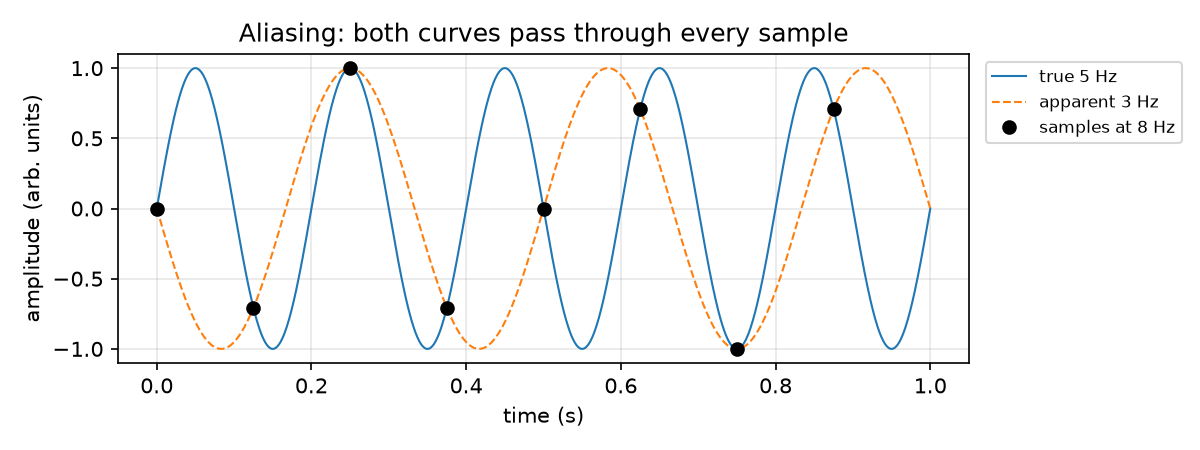 Aliasing: both curves pass through every sample
amplitude (arb. units)
1.0
0.5
0.0
−0.5
−1.0
0.0 0.2 0.4 0.6 0.8 1.0
time (s)
true 5 Hz
apparent 3 Hz
samples at 8 Hz